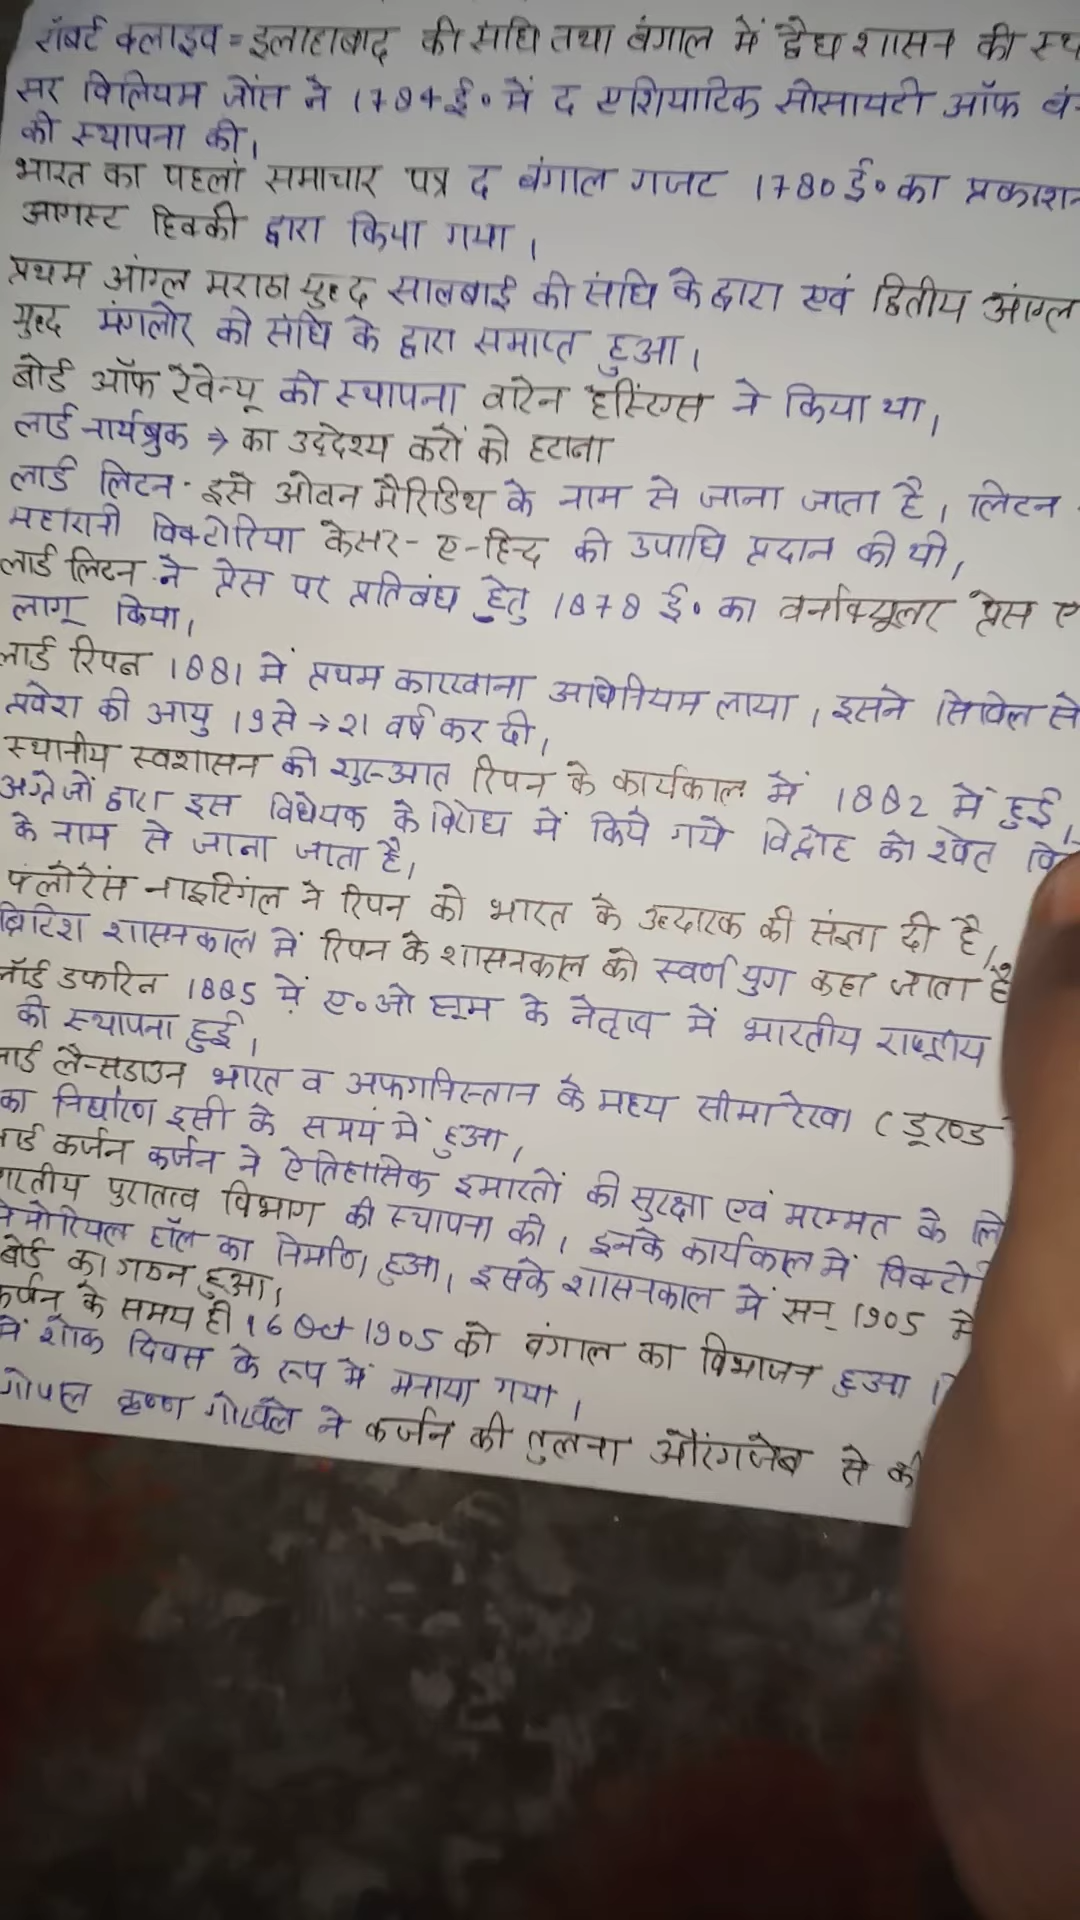 रॉबर्ट क्लाइव = इलाहाबाद की संधि तथा बंगाल में द्वैध शासन की स्थ
सर विलियम जोंस ने 1784ई० में द एशियाटिक सोसायटी ऑफ बं
की स्थापना की।
भारत का पहला समाचार पत्र द बंगाल गजट 1780ई० का प्रकाशन
आगस्ट हिक्की द्वारा किया गया।
प्रथम आंग्ल मराठा युद्द सालबाई की संधि के द्वारा एवं द्वितीय आंग्ल
युद्द मंगलोर की संधि के द्वारा समाप्त हुआ।
बोर्ड ऑफ रेवेन्यू की स्थापना वारेन हस्टिंग्स ने किया था।
लार्ड नार्थब्रुक ⇒ का उद्देश्य करों को हटाना
लार्ड लिटन - इसे ओवन मैरिडिथ के नाम से जाना जाता है। लिटन
महारानी विक्टोरिया केसर-ए-हिन्द की उपाधि प्रदान की थी।
लार्ड लिटन ने प्रेस पर प्रतिबंध हेतु 1878 ई० का वर्नाक्यूलर प्रेस ए
लागू किया।
लार्ड रिपन 1881 में प्रथम कारखाना अधिनियम लाया। इसने सिविल से
प्रवेश की आयु 19 से → 21 वर्ष कर दी।
स्थानीय स्वशासन की शुरुआत रिपन के कार्यकाल में 1882 में हुई।
अग्रेजों द्वारा इस विधेयक के विरोध में किये गये विद्रोह को श्वेत वि
के नाम से जाना जाता है।
फ्लोरेंस नाइटिंगेल ने रिपन को भारत के उद्दारक की संज्ञा दी है।
ब्रिटिश शासनकाल में रिपन के शासनकाल को स्वर्ण युग कहा जाता है
लॉर्ड डफरिन 1885 में ए०ओ ह्यूम के नेतृत्व में भारतीय राष्ट्रीय
की स्थापना हुई।
लार्ड लैन्सडाउन भारत व अफगानिस्तान के मध्य सीमा रेखा (डूरण्ड
का निर्धारण इसी के समय में हुआ।
लार्ड कर्जन कर्जन ने ऐतिहासिक इमारतों की सुरक्षा एवं मरम्मत के लि
भारतीय पुरातत्व विभाग की स्थापना की। इनके कार्यकाल में विक्टो
मेमोरियल हॉल का निर्माण हुआ। इसके शासनकाल में सन् 1905 में
बोर्ड का गठन हुआ।
कर्जन के समय ही 16 Oct 1905 को बंगाल का विभाजन हुआ।
में शोक दिवस के रूप में मनाया गया।
गोपाल कृष्ण गोखले ने कर्जन की तुलना औरंगजेब से की